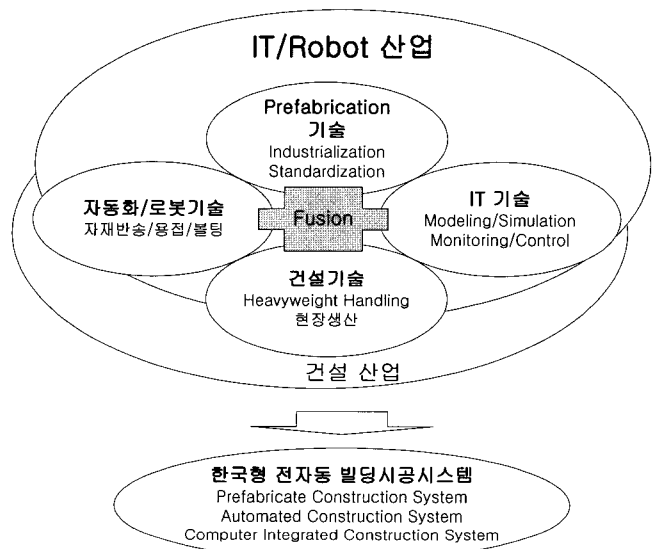 IT/Robot 산업
Prefabrication
기술
Industrialization
Standardization
자동화/로봇기술
자재반송/용접/볼팅
Fusion
IT 기술
Modeling/Simulation
Monitoring/Control
건설기술
Heavyweight Handling
현장생산
건설 산업
한국형 전자동 빌딩시공시스템
Prefabricate Construction System
Automated Construction System
Computer Integrated Construction System